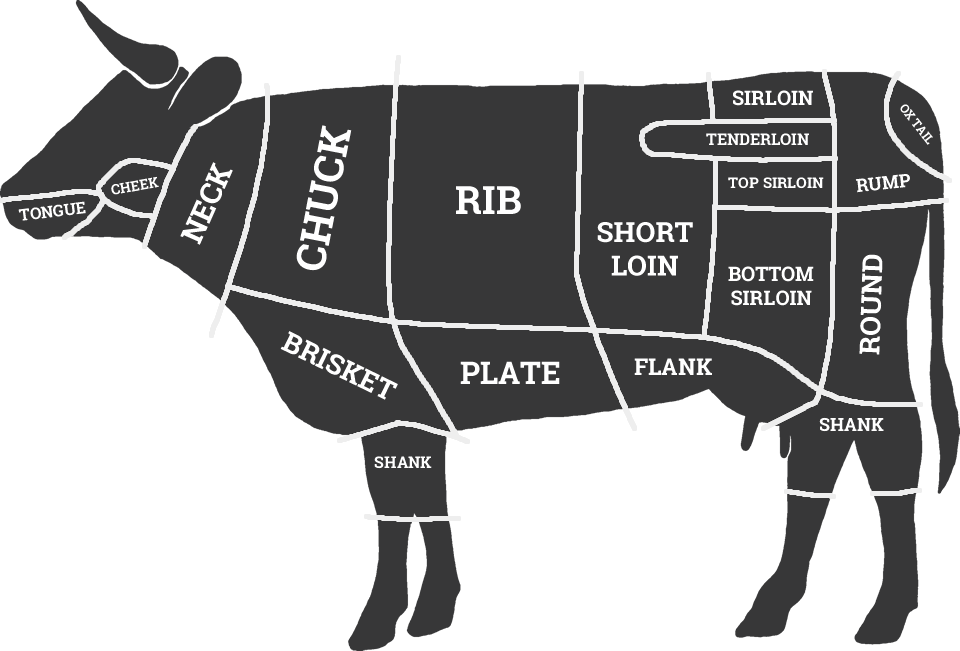 SIRLOIN
OX TAIL
TENDERLOIN
CHEEK
TONGUE
NECK
CHUCK
RIB
TOP SIRLOIN
RUMP
SHORT
LOIN
BOTTOM
SIRLOIN
ROUND
BRISKET
PLATE
FLANK
SHANK
SHANK